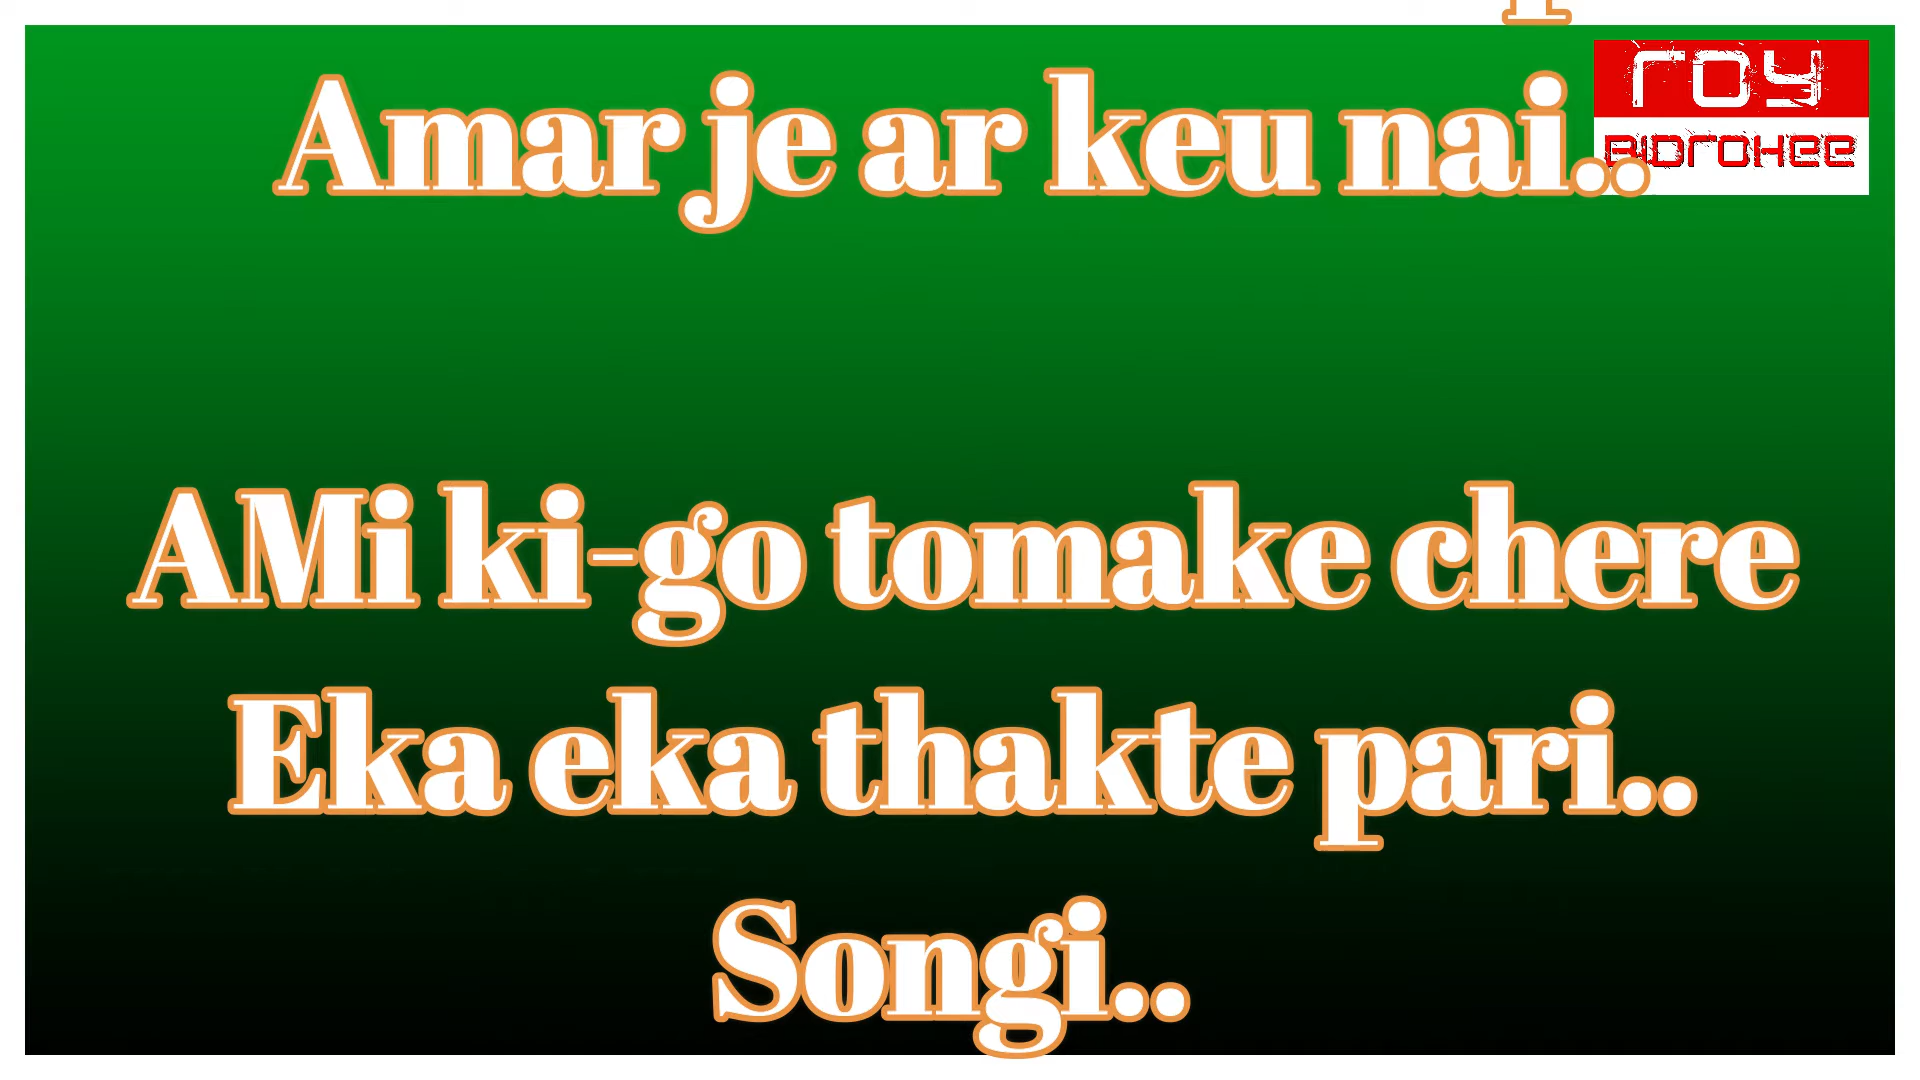 roy
Bidrohee
Amar je ar keu nai..
AMi ki-go tomake chere
Eka eka thakte pari..
Songi..